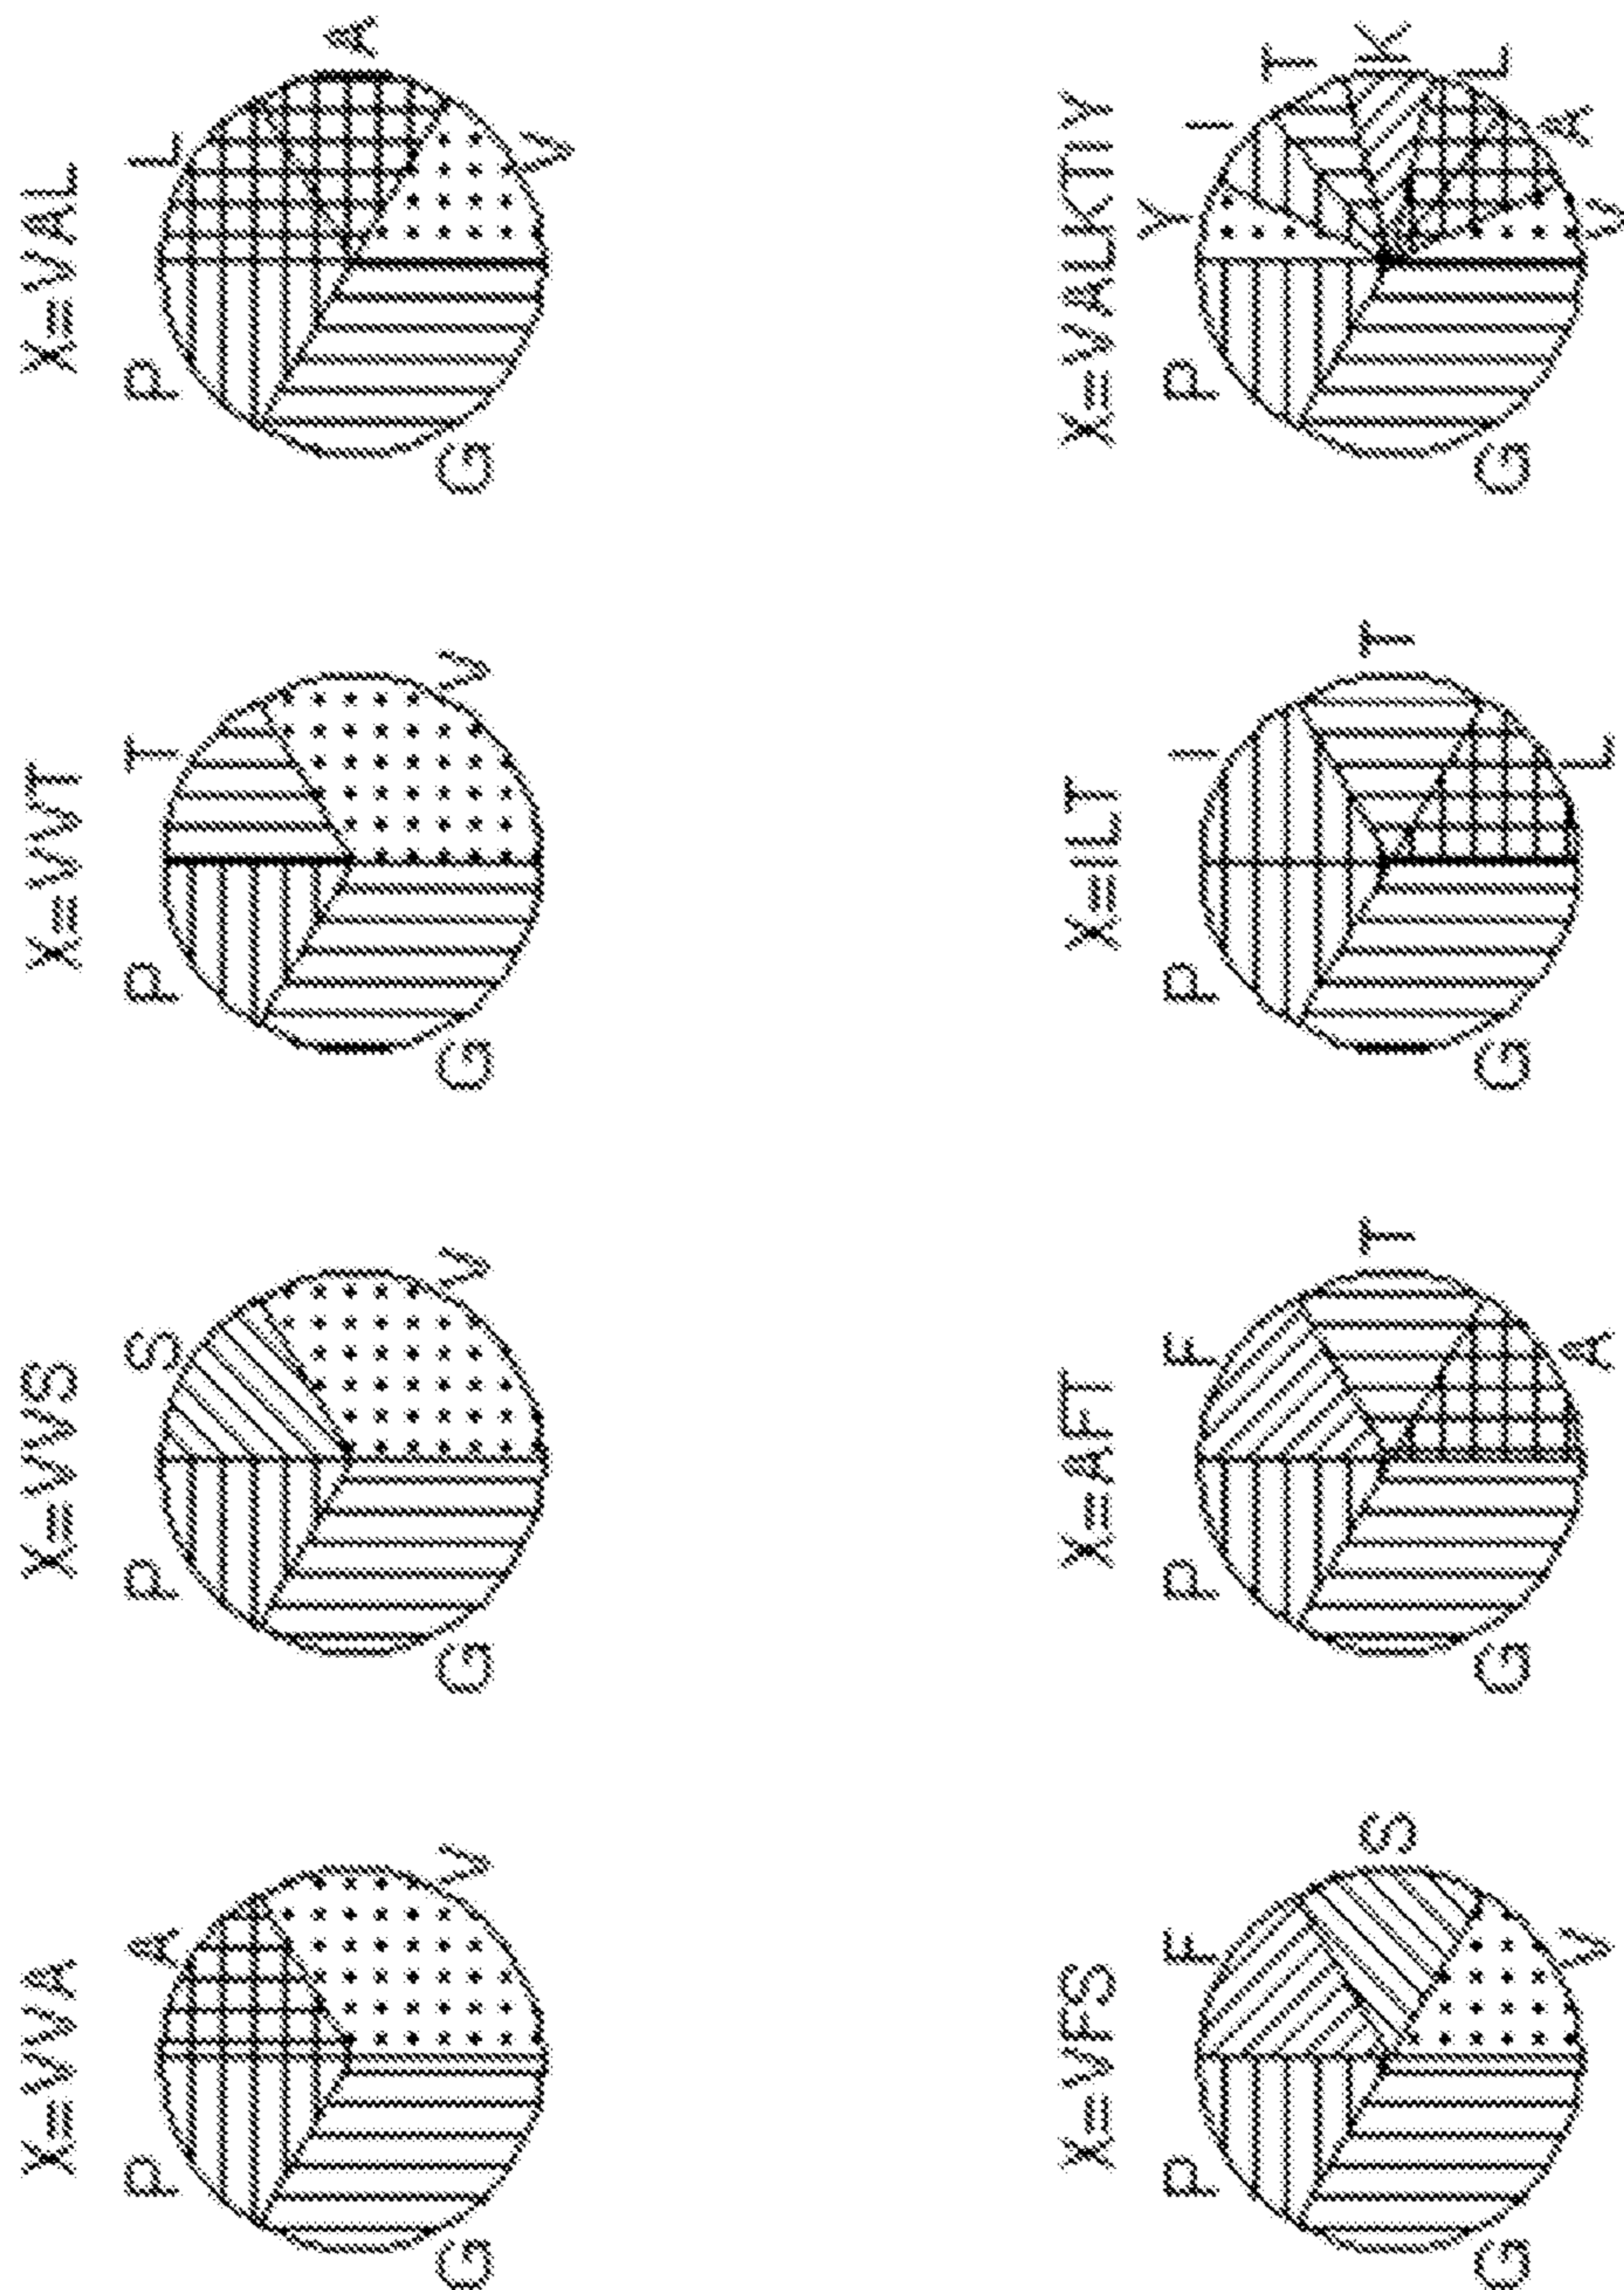 X=VVA
P A
G V
X=VVS
P S
G V
X=VVT
P T
G V
X=VAL
P L
A
G V
X=VFS
P F
S
G V
X=AFT
P F
T
G A
X=ILT
P I
T
G L
X=VALKTIY
P Y I
T
K
L
G A
V